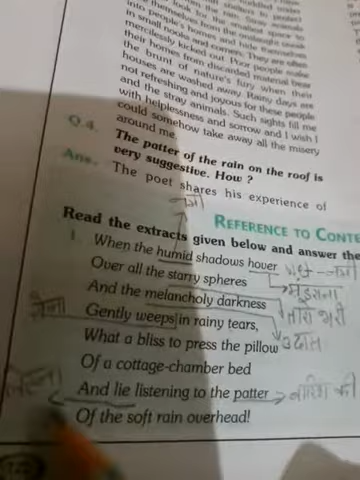 look for the smallest space to
into people's homes and hide themselves
in small nooks and corners. They are often
mercilessly kicked out. Poor people make
their homes from discarded material bear
the brunt of nature's fury when their
houses are washed away. Rainy days are
not refreshing and joyous for these people
and the stray animals. Such sights fill me
with helplessness and sorrow and I wish I
could somehow take away all the misery
around me.
Q.4. The patter of the rain on the roof is
very suggestive. How ?
Ans. The poet shares his experience of
REFERENCE TO CONTE
Read the extracts given below and answer the
1. When the humid shadows hover
Over all the starry spheres
And the melancholy darkness
Gently weeps in rainy tears,
What a bliss to press the pillow
Of a cottage-chamber bed
And lie listening to the patter
Of the soft rain overhead!